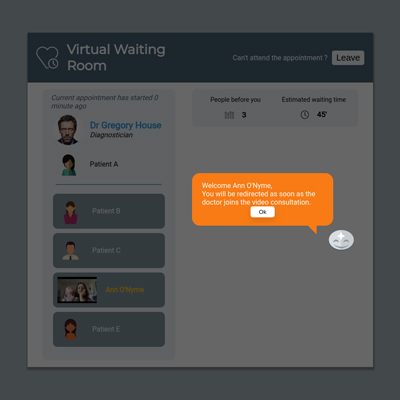 Virtual Waiting
Room
Can't attend the appointment ?
Leave
Current appointment has started 0
minute ago
Dr Gregory House
Diagnostician
Patient A
Patient B
Patient C
Ann O'Nyme
Patient E
People before you
3
Estimated waiting time
45'
Welcome Ann O'Nyme,
You will be redirected as soon as the
doctor joins the video consultation.
Ok